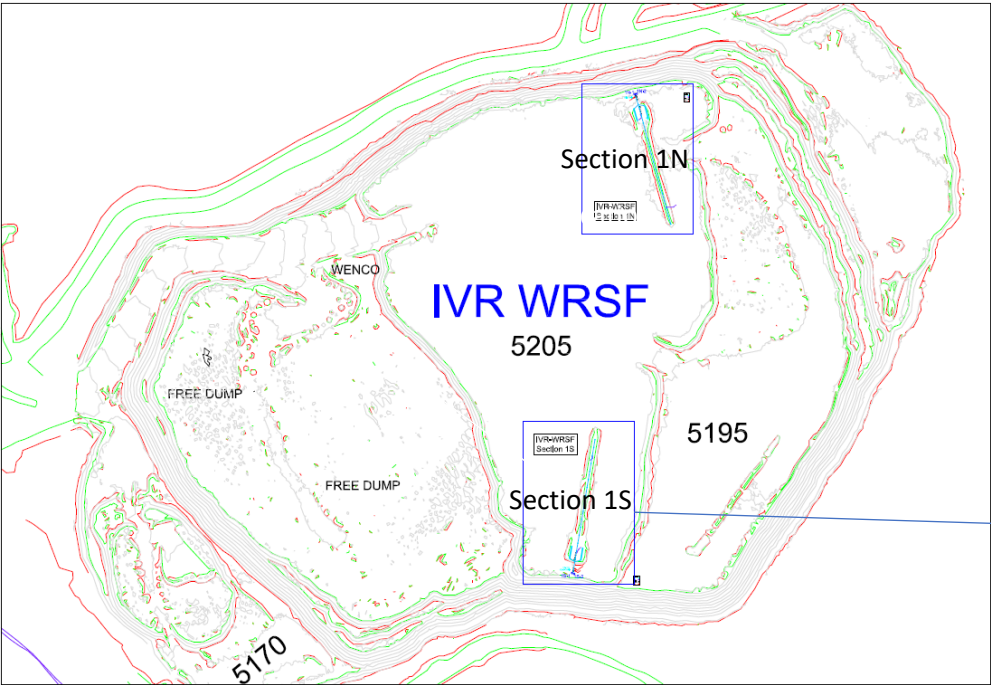 Section 1N
IVR-WRSF
Section 1N
WENCO
IVR WRSF
5205
FREE DUMP
5195
IVR-WRSF
Section 1S
FREE DUMP
Section 1S
5170